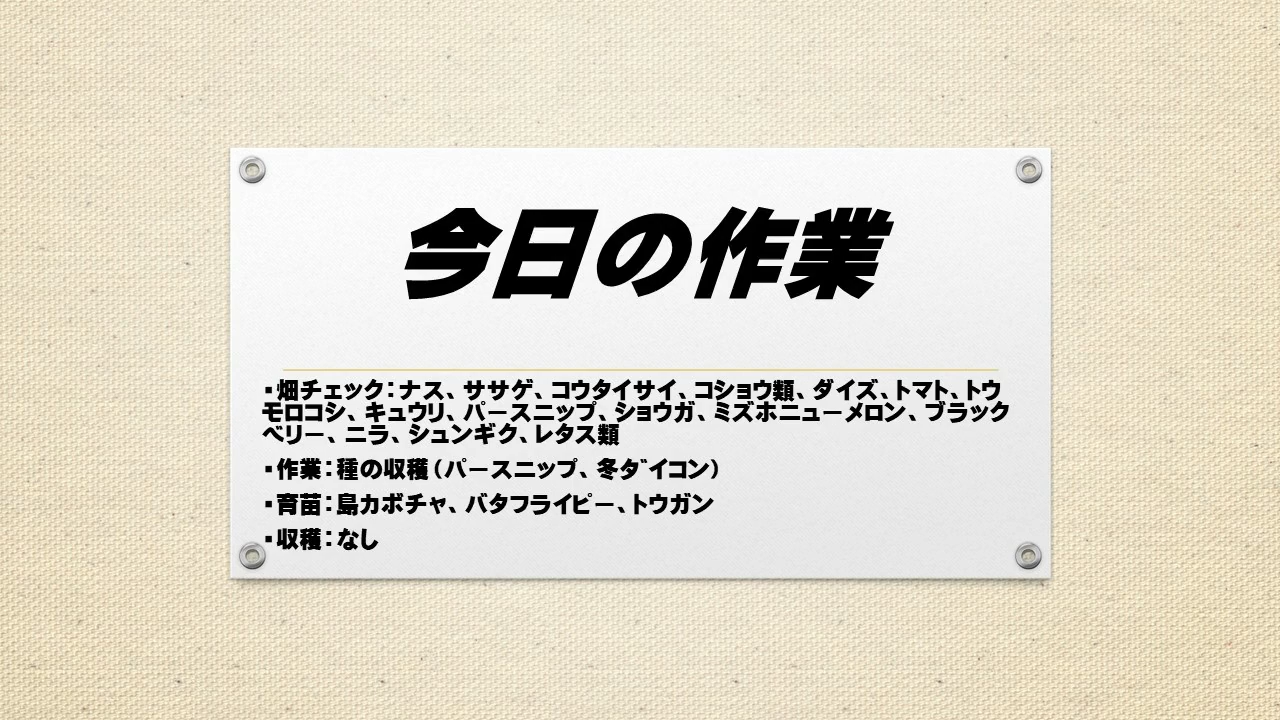 今日の作業
▪畑チェック：ナス、ササゲ、コウタイサイ、コショウ類、ダイズ、トマト、トウ
モロコシ、キュウリ、パースニップ、ショウガ、ミズホニューメロン、ブラック
ベリー、ニラ、シュンギク、レタス類
▪作業：種の収穫（パースニップ、冬ダイコン）
▪育苗：島カボチャ、バタフライピー、トウガン
▪収穫：なし